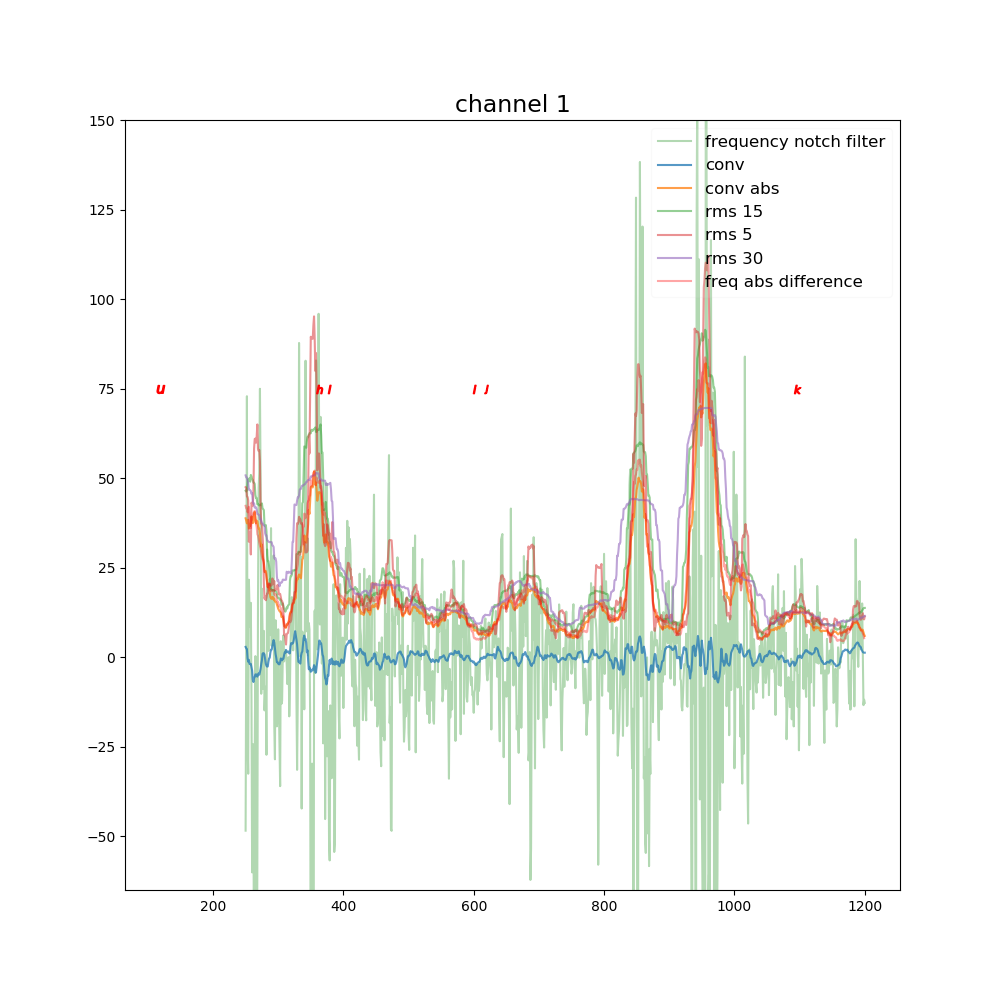 channel 1
150
125
100
75
50
25
0
−25
−50
frequency notch filter
conv
conv abs
rms 15
rms 5
rms 30
freq abs difference
u h l l J k
200 400 600 800 1000 1200